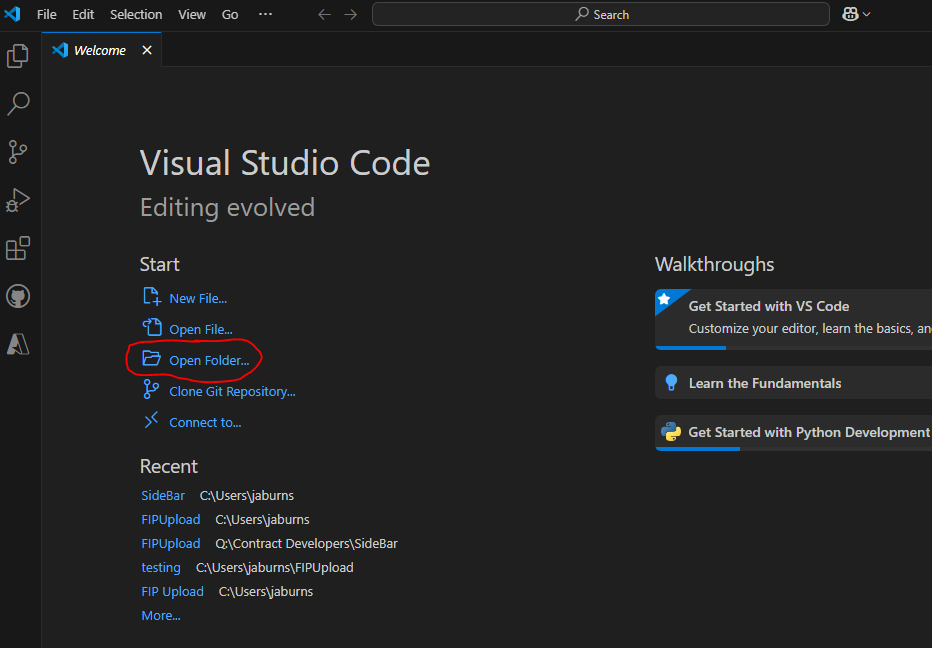 File Edit Selection View Go ··· Search
Welcome
Visual Studio Code
Editing evolved
Start
New File...
Open File...
Open Folder...
Clone Git Repository...
Connect to...
Recent
SideBar C:\Users\jaburns
FIPUpload C:\Users\jaburns
FIPUpload Q:\Contract Developers\SideBar
testing C:\Users\jaburns\FIPUpload
FIP Upload C:\Users\jaburns
More...
Walkthroughs
Get Started with VS Code
Customize your editor, learn the basics, an
Learn the Fundamentals
Get Started with Python Development